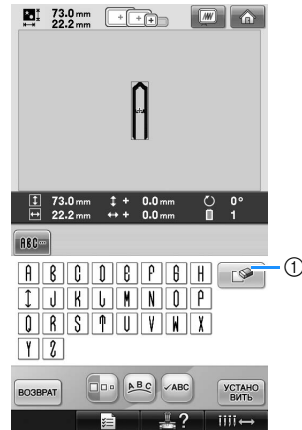 73.0 mm
22.2 mm
73.0 mm + 0.0 mm 0°
22.2 mm + 0.0 mm 1
ABC
A B C D E F G H
I J K L M N O P
Q R S T U V W X
Y Z
①
ВОЗВРАТ
ABC
✓ABC
УСТАНО
ВИТЬ
?